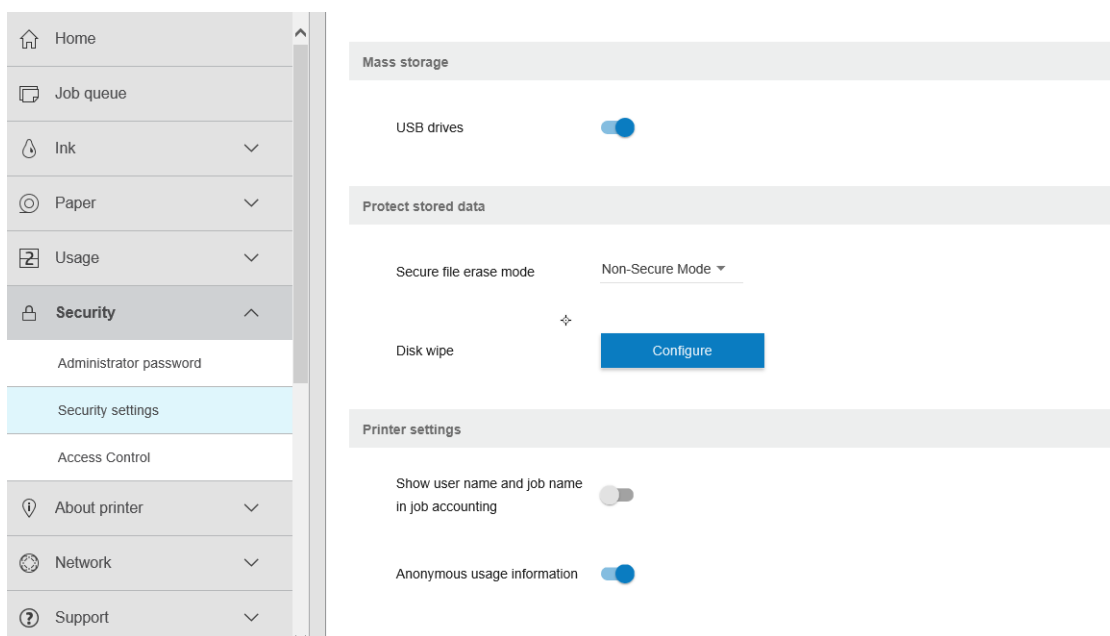 Home
Job queue
Ink
Paper
Usage
Security
Administrator password
Security settings
Access Control
About printer
Network
Support
Mass storage
USB drives
Protect stored data
Secure file erase mode
Non-Secure Mode
Disk wipe
Configure
Printer settings
Show user name and job name
in job accounting
Anonymous usage information